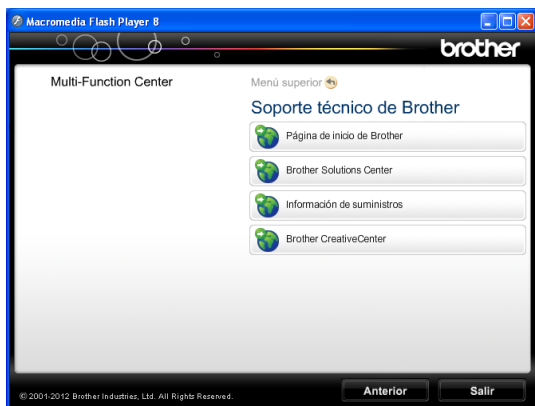 Macromedia Flash Player 8
brother
Multi-Function Center
Menú superior
Soporte técnico de Brother
Página de inicio de Brother
Brother Solutions Center
Información de suministros
Brother CreativeCenter
© 2001-2012 Brother Industries, Ltd. All Rights Reserved.
Anterior
Salir